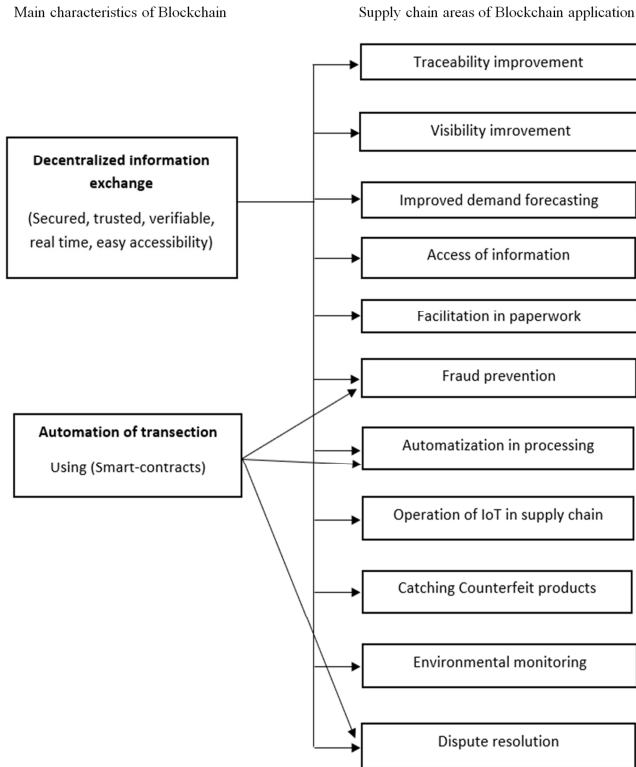 Main characteristics of Blockchain
Supply chain areas of Blockchain application
Decentralized information
exchange
(Secured, trusted, verifiable,
real time, easy accessibility)
Automation of transection
Using (Smart-contracts)
Traceability improvement
Visibility imrovement
Improved demand forecasting
Access of information
Facilitation in paperwork
Fraud prevention
Automatization in processing
Operation of IoT in supply chain
Catching Counterfeit products
Environmental monitoring
Dispute resolution